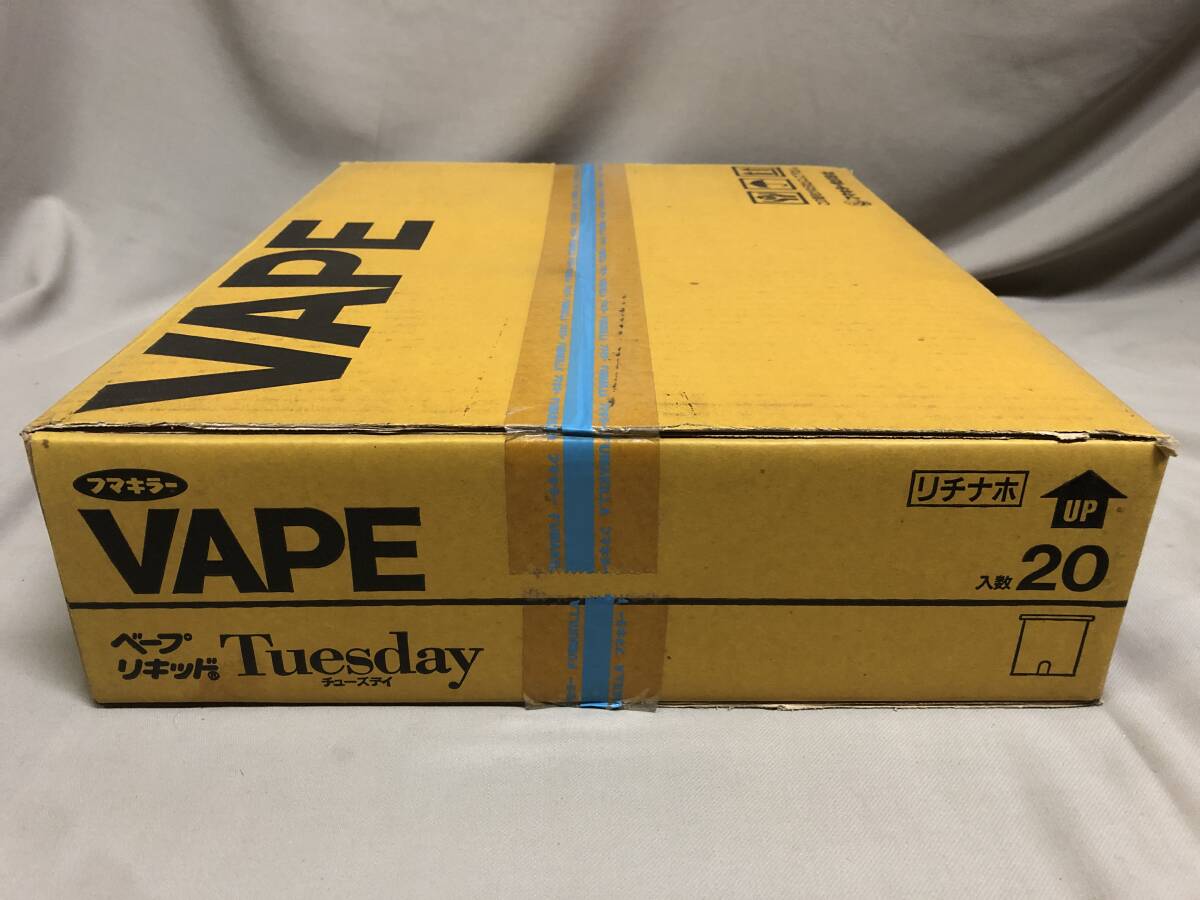 VAPE
フマキラー
VAPE
リチナホ
UP
入数 20
ベープ
リキッド®
Tuesday
チューズデイ